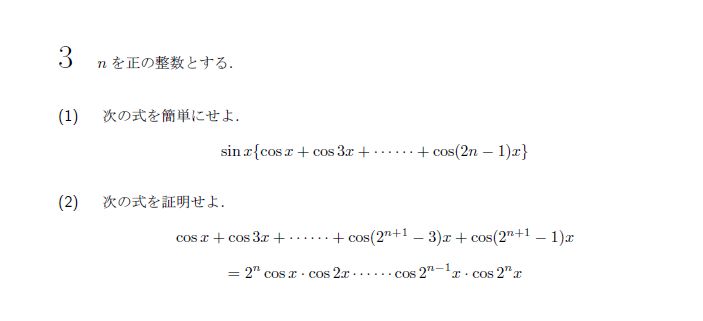 3 n を正の整数とする.
(1) 次の式を簡単にせよ.
sin x{cos x + cos 3x + ······ + cos(2n − 1)x}
(2) 次の式を証明せよ.
cos x + cos 3x + ······ + cos(2^{n+1} − 3)x + cos(2^{n+1} − 1)x
= 2^n cos x · cos 2x ······ cos 2^{n−1}x · cos 2^n x